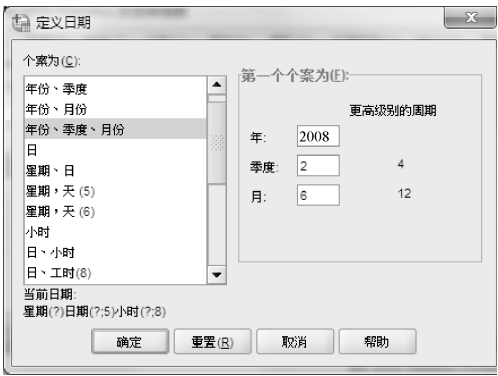 定义日期
个案为(C):
年份、季度
年份、月份
年份、季度、月份
日
星期、日
星期，天(5)
星期，天(6)
小时
日、小时
日、工时(8)
第一个个案为(F):
更高级别的周期
年: 2008
季度: 2 4
月: 6 12
当前日期:
星期(?)日期(?;5)小时(?;8)
确定 重置(R) 取消 帮助